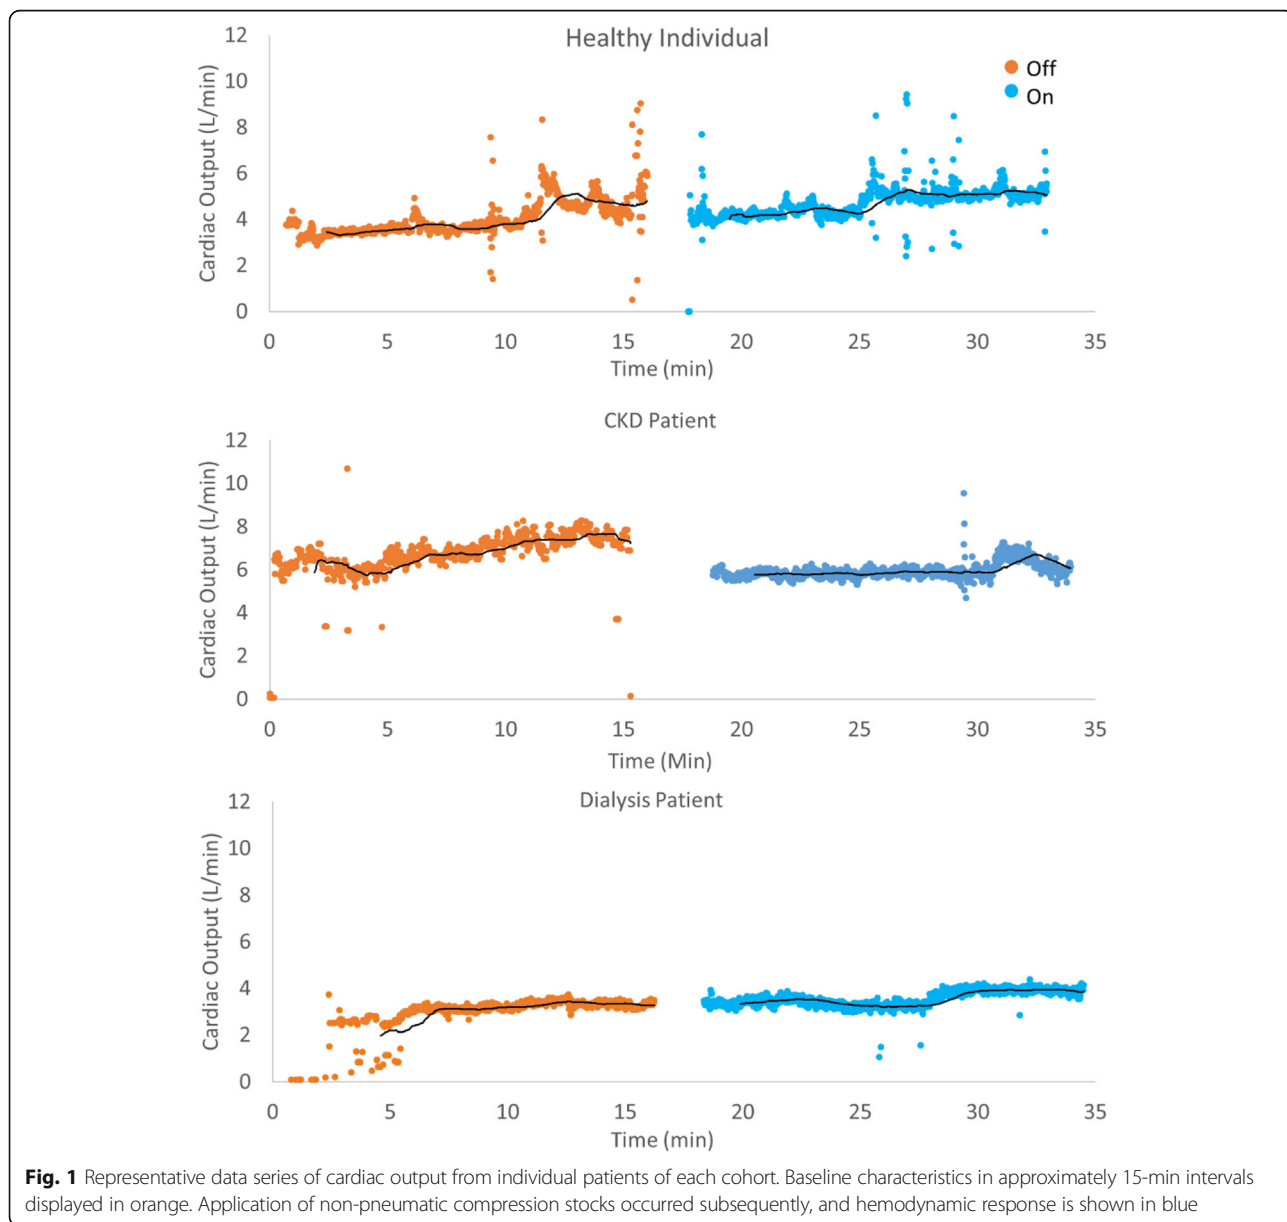 Healthy Individual
12
10
8
6
4
2
0
Cardiac Output (L/min)
Off
On
0 5 10 15 20 25 30 35
Time (min)
CKD Patient
12
10
8
6
4
2
0
Cardiac Output (L/min)
0 5 10 15 20 25 30 35
Time (Min)
Dialysis Patient
12
10
8
6
4
2
0
Cardiac Output (L/min)
0 5 10 15 20 25 30 35
Time (min)
Fig. 1 Representative data series of cardiac output from individual patients of each cohort. Baseline characteristics in approximately 15-min intervals
displayed in orange. Application of non-pneumatic compression stocks occurred subsequently, and hemodynamic response is shown in blue